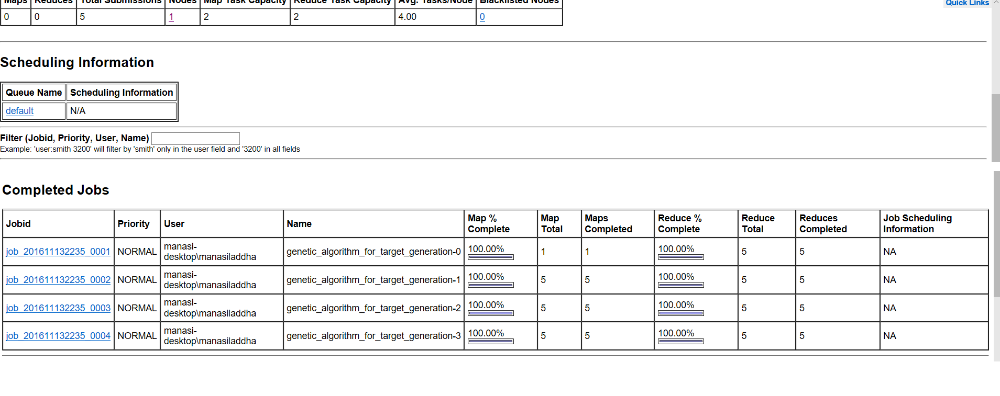 Maps Reduces Total Submissions Nodes Map Task Capacity Reduce Task Capacity Avg. Tasks/Node Blacklisted Nodes
Quick Links
0 0 5 1 2 2 4.00 0
Scheduling Information
Queue Name Scheduling Information
default N/A
Filter (Jobid, Priority, User, Name)
Example: 'user:smith 3200' will filter by 'smith' only in the user field and '3200' in all fields
Completed Jobs
Jobid Priority User Name Map % Complete Map Total Maps Completed Reduce % Complete Reduce Total Reduces Completed Job Scheduling Information
job_201611132235_0001 NORMAL manasi-desktop\manasiladdha genetic_algorithm_for_target_generation-0 100.00% 1 1 100.00% 5 5 NA
job_201611132235_0002 NORMAL manasi-desktop\manasiladdha genetic_algorithm_for_target_generation-1 100.00% 5 5 100.00% 5 5 NA
job_201611132235_0003 NORMAL manasi-desktop\manasiladdha genetic_algorithm_for_target_generation-2 100.00% 5 5 100.00% 5 5 NA
job_201611132235_0004 NORMAL manasi-desktop\manasiladdha genetic_algorithm_for_target_generation-3 100.00% 5 5 100.00% 5 5 NA